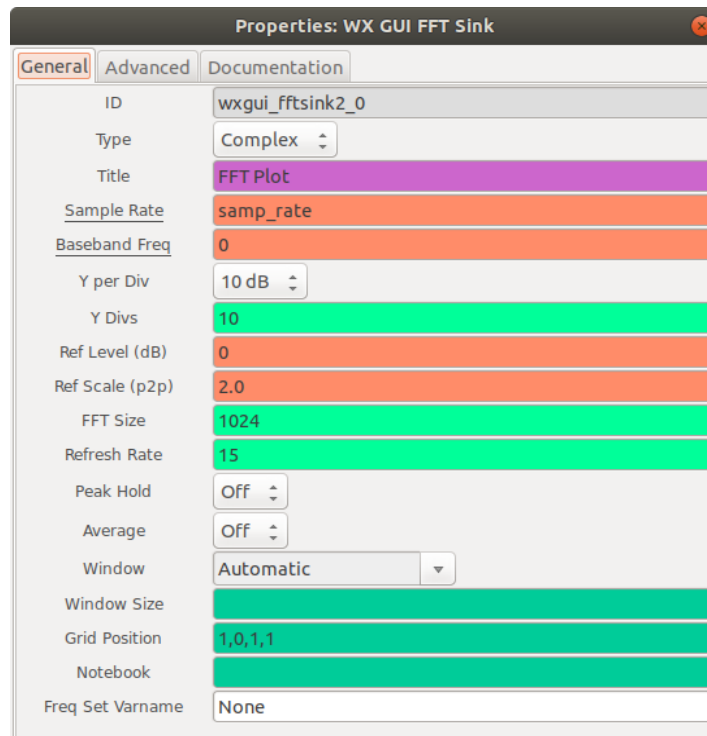 Properties: WX GUI FFT Sink
General Advanced Documentation
ID wxgui_fftsink2_0
Type Complex
Title FFT Plot
Sample Rate samp_rate
Baseband Freq 0
Y per Div 10 dB
Y Divs 10
Ref Level (dB) 0
Ref Scale (p2p) 2.0
FFT Size 1024
Refresh Rate 15
Peak Hold Off
Average Off
Window Automatic
Window Size
Grid Position 1,0,1,1
Notebook
Freq Set Varname None